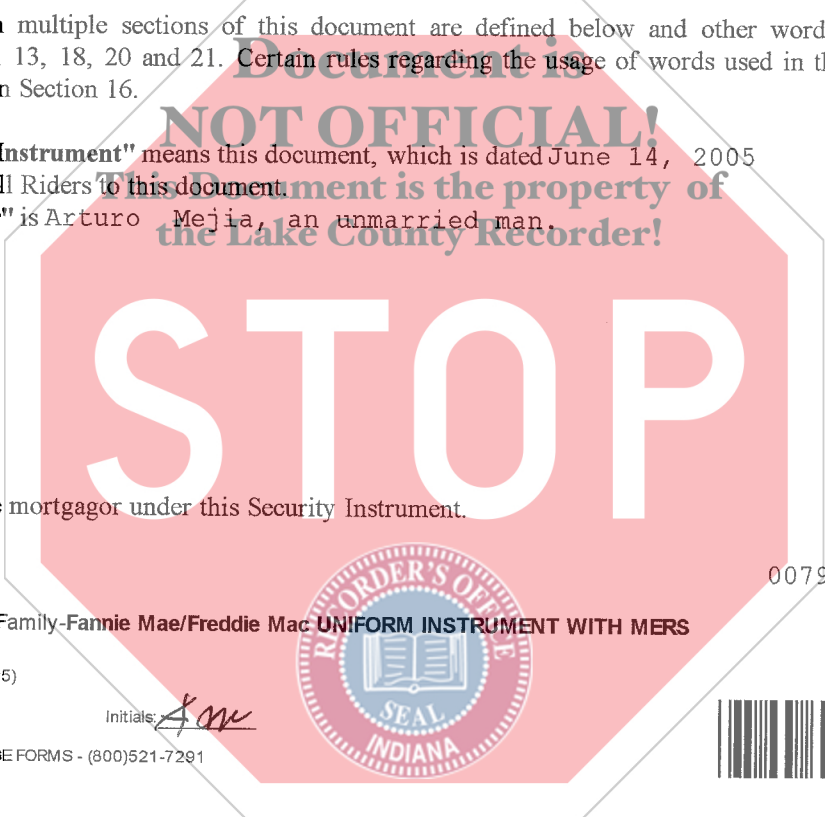 multiple sections of this document are defined below and other word
13, 18, 20 and 21. Certain rules regarding the usage of words used in th
n Section 16.
Document is
NOT OFFICIAL!
Instrument" means this document, which is dated June 14, 2005
ll Riders to this document.
This Document is the property of
" is Arturo Mejia, an unmarried man.
the Lake County Recorder!
STOP
mortgagor under this Security Instrument.
0079
RECORDER'S OFFICE
SEAL
INDIANA
Family-Fannie Mae/Freddie Mac UNIFORM INSTRUMENT WITH MERS
5)
Initials: A m
E FORMS - (800)521-7291